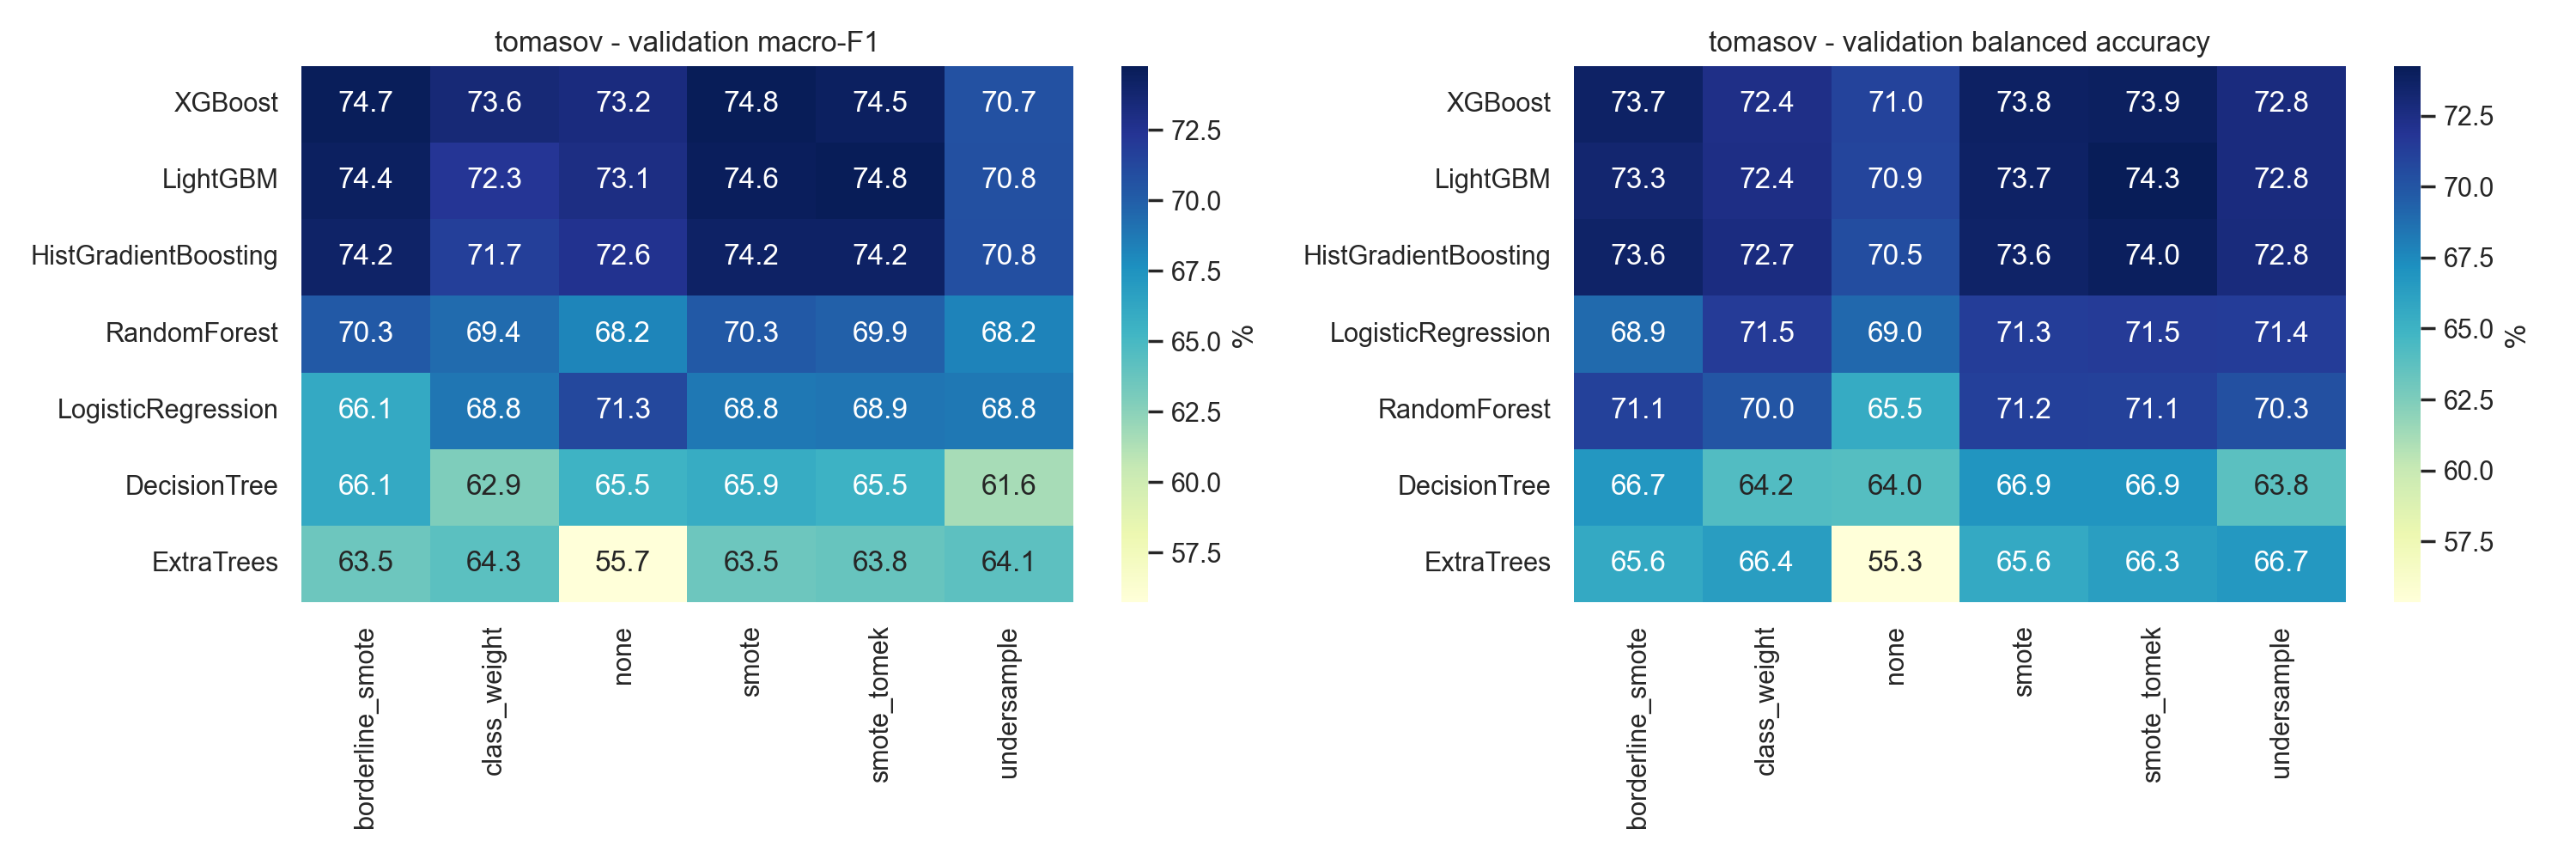 tomasov - validation macro-F1
XGBoost 74.7 73.6 73.2 74.8 74.5 70.7
LightGBM 74.4 72.3 73.1 74.6 74.8 70.8
HistGradientBoosting 74.2 71.7 72.6 74.2 74.2 70.8
RandomForest 70.3 69.4 68.2 70.3 69.9 68.2
LogisticRegression 66.1 68.8 71.3 68.8 68.9 68.8
DecisionTree 66.1 62.9 65.5 65.9 65.5 61.6
ExtraTrees 63.5 64.3 55.7 63.5 63.8 64.1
borderline_smote
class_weight
none
smote
smote_tomek
undersample
72.5
70.0
67.5
65.0
62.5
60.0
57.5
%
tomasov - validation balanced accuracy
XGBoost 73.7 72.4 71.0 73.8 73.9 72.8
LightGBM 73.3 72.4 70.9 73.7 74.3 72.8
HistGradientBoosting 73.6 72.7 70.5 73.6 74.0 72.8
LogisticRegression 68.9 71.5 69.0 71.3 71.5 71.4
RandomForest 71.1 70.0 65.5 71.2 71.1 70.3
DecisionTree 66.7 64.2 64.0 66.9 66.9 63.8
ExtraTrees 65.6 66.4 55.3 65.6 66.3 66.7
borderline_smote
class_weight
none
smote
smote_tomek
undersample
72.5
70.0
67.5
65.0
62.5
60.0
57.5
%